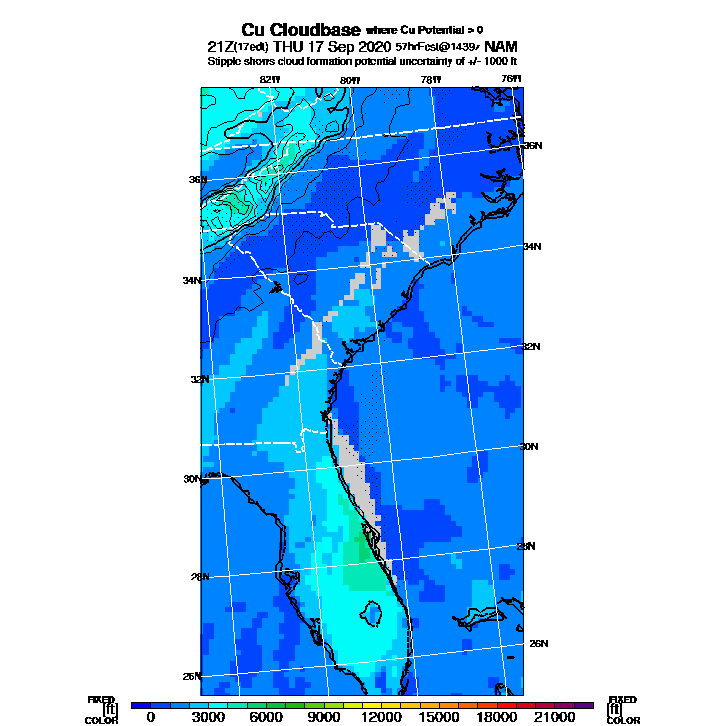 Cu Cloudbase where Cu Potential > 0
21Z(17edt) THU 17 Sep 2020 57hrFcst@1439z NAM
Stipple shows cloud formation potential uncertainty of +/- 1000 ft
82W 80W 78W 76W
36N
36N
34N
34N
32N
32N
30N
30N
28N
28N
26N
26N
FIXED FIXED
[ft] [ft]
COLOR COLOR
0 3000 6000 9000 12000 15000 18000 21000